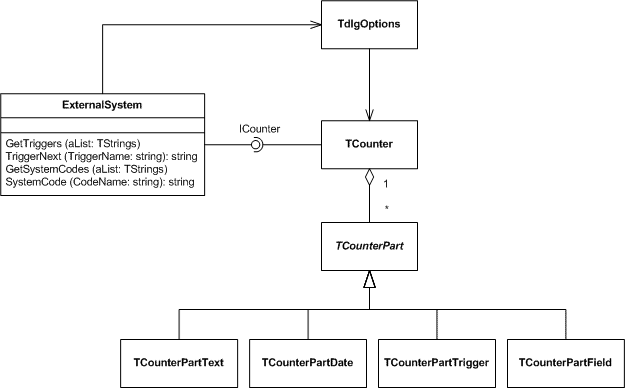 TdlgOptions
ExternalSystem
GetTriggers (aList: TStrings)
TriggerNext (TriggerName: string): string
GetSystemCodes (aList: TStrings)
SystemCode (CodeName: string): string
ICounter
TCounter
1
*
TCounterPart
TCounterPartText
TCounterPartDate
TCounterPartTrigger
TCounterPartField